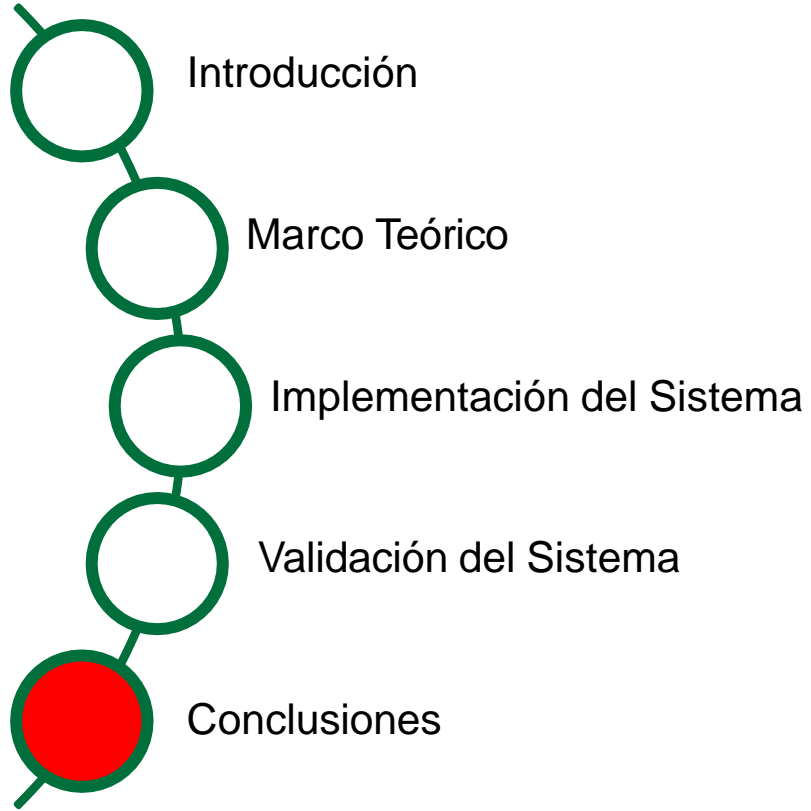 Introducción
Marco Teórico
Implementación del Sistema
Validación del Sistema
Conclusiones